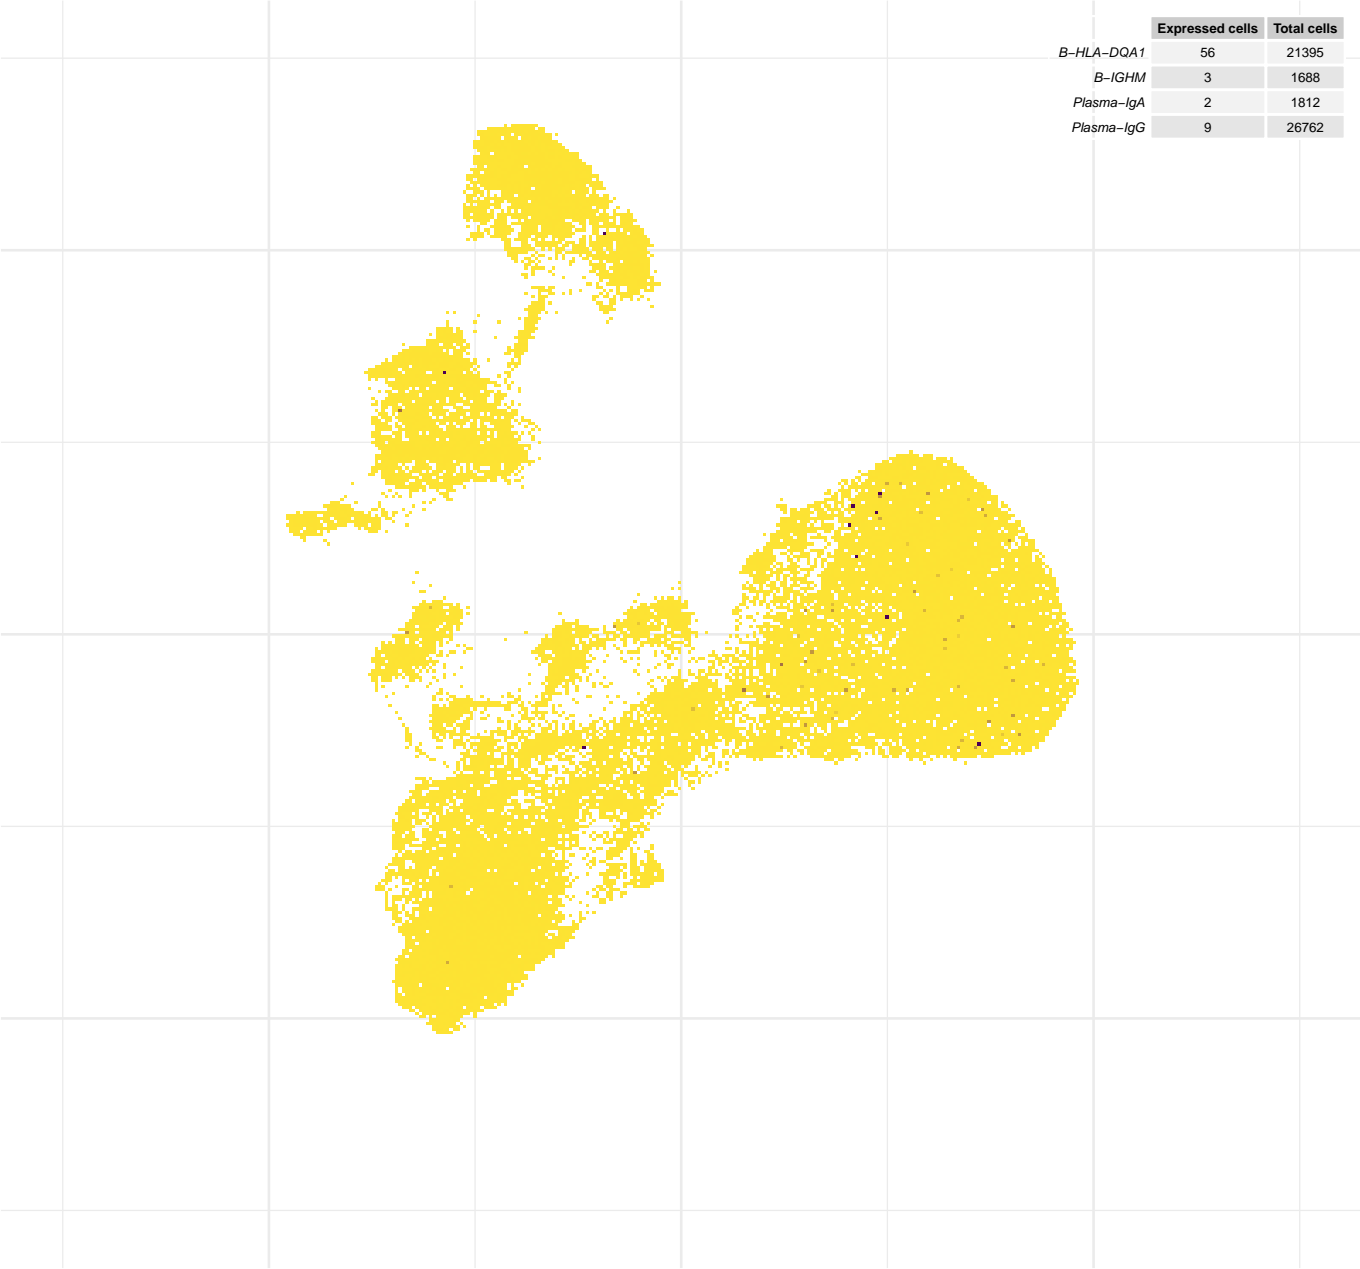 Expressed cells Total cells
B−HLA−DQA1 56 21395
B−IGHM 3 1688
Plasma−IgA 2 1812
Plasma−IgG 9 26762